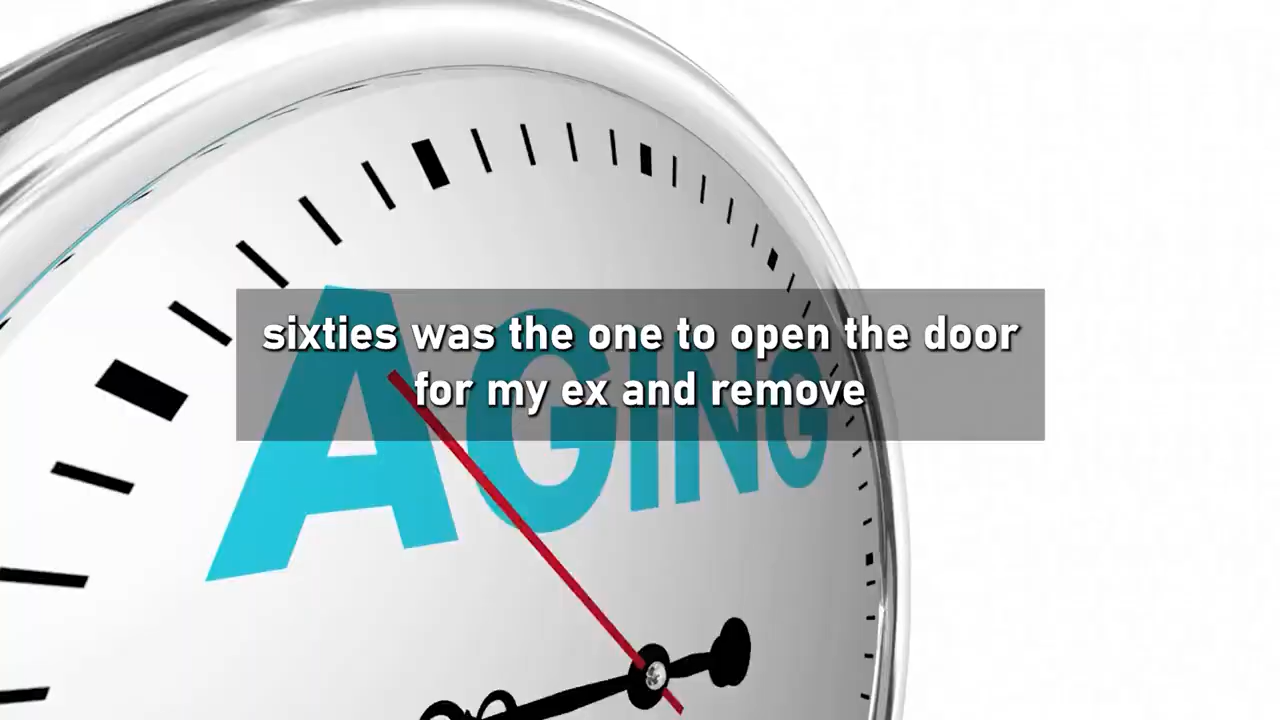 AGING
sixties was the one to open the door
for my ex and remove